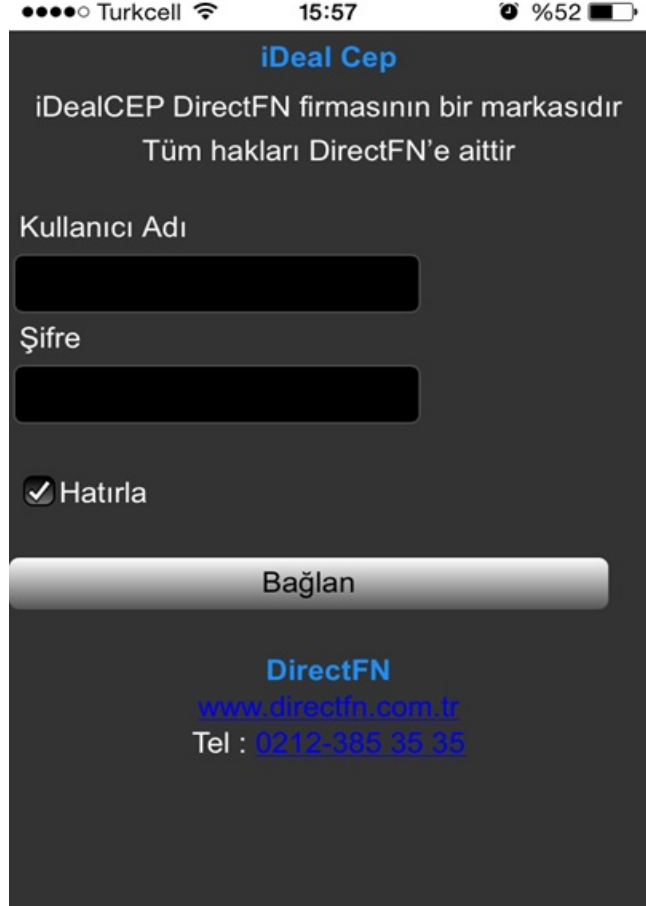 Turkcell 15:57 %52
iDeal Cep
iDealCEP DirectFN firmasının bir markasıdır
Tüm hakları DirectFN’e aittir
Kullanıcı Adı
Şifre
Hatırla
Bağlan
DirectFN
www.directfn.com.tr
Tel : 0212-385 35 35